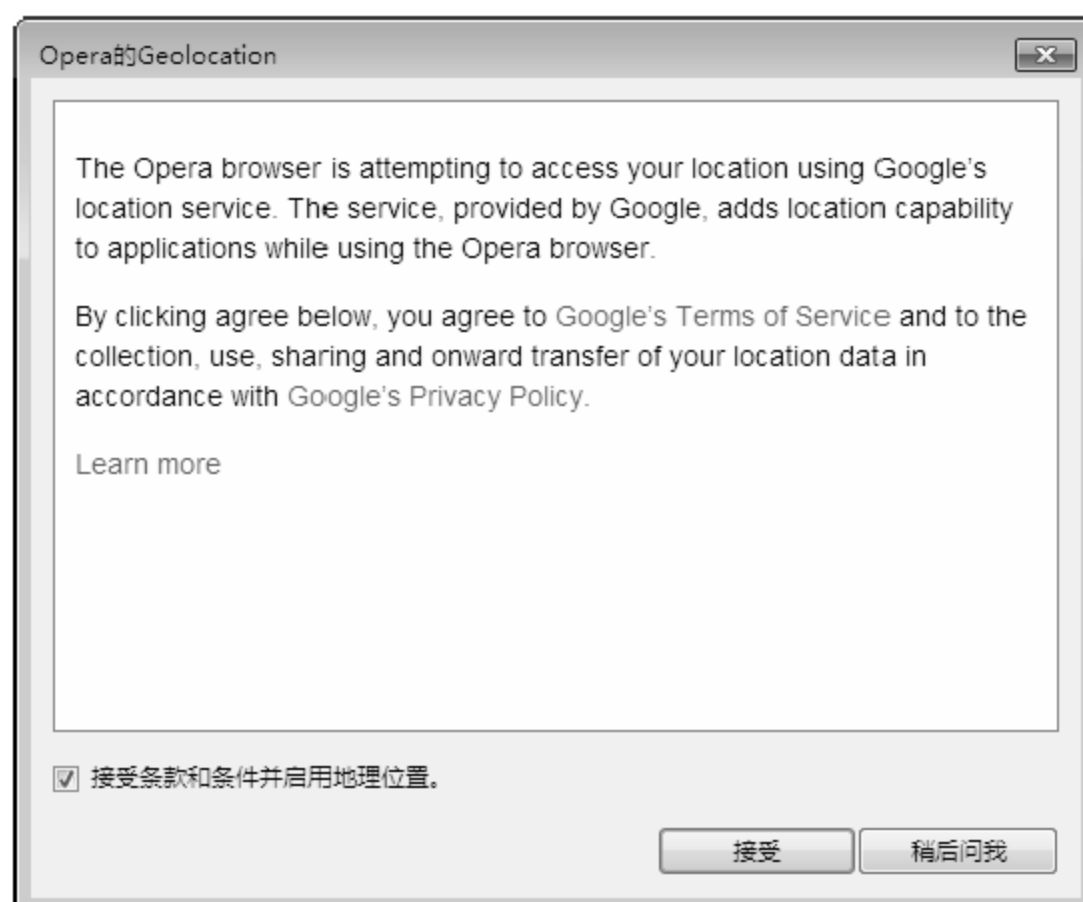 Opera的Geolocation
The Opera browser is attempting to access your location using Google's
location service. The service, provided by Google, adds location capability
to applications while using the Opera browser.
By clicking agree below, you agree to Google's Terms of Service and to the
collection, use, sharing and onward transfer of your location data in
accordance with Google's Privacy Policy.
Learn more
接受条款和条件并启用地理位置。
接受 稍后问我